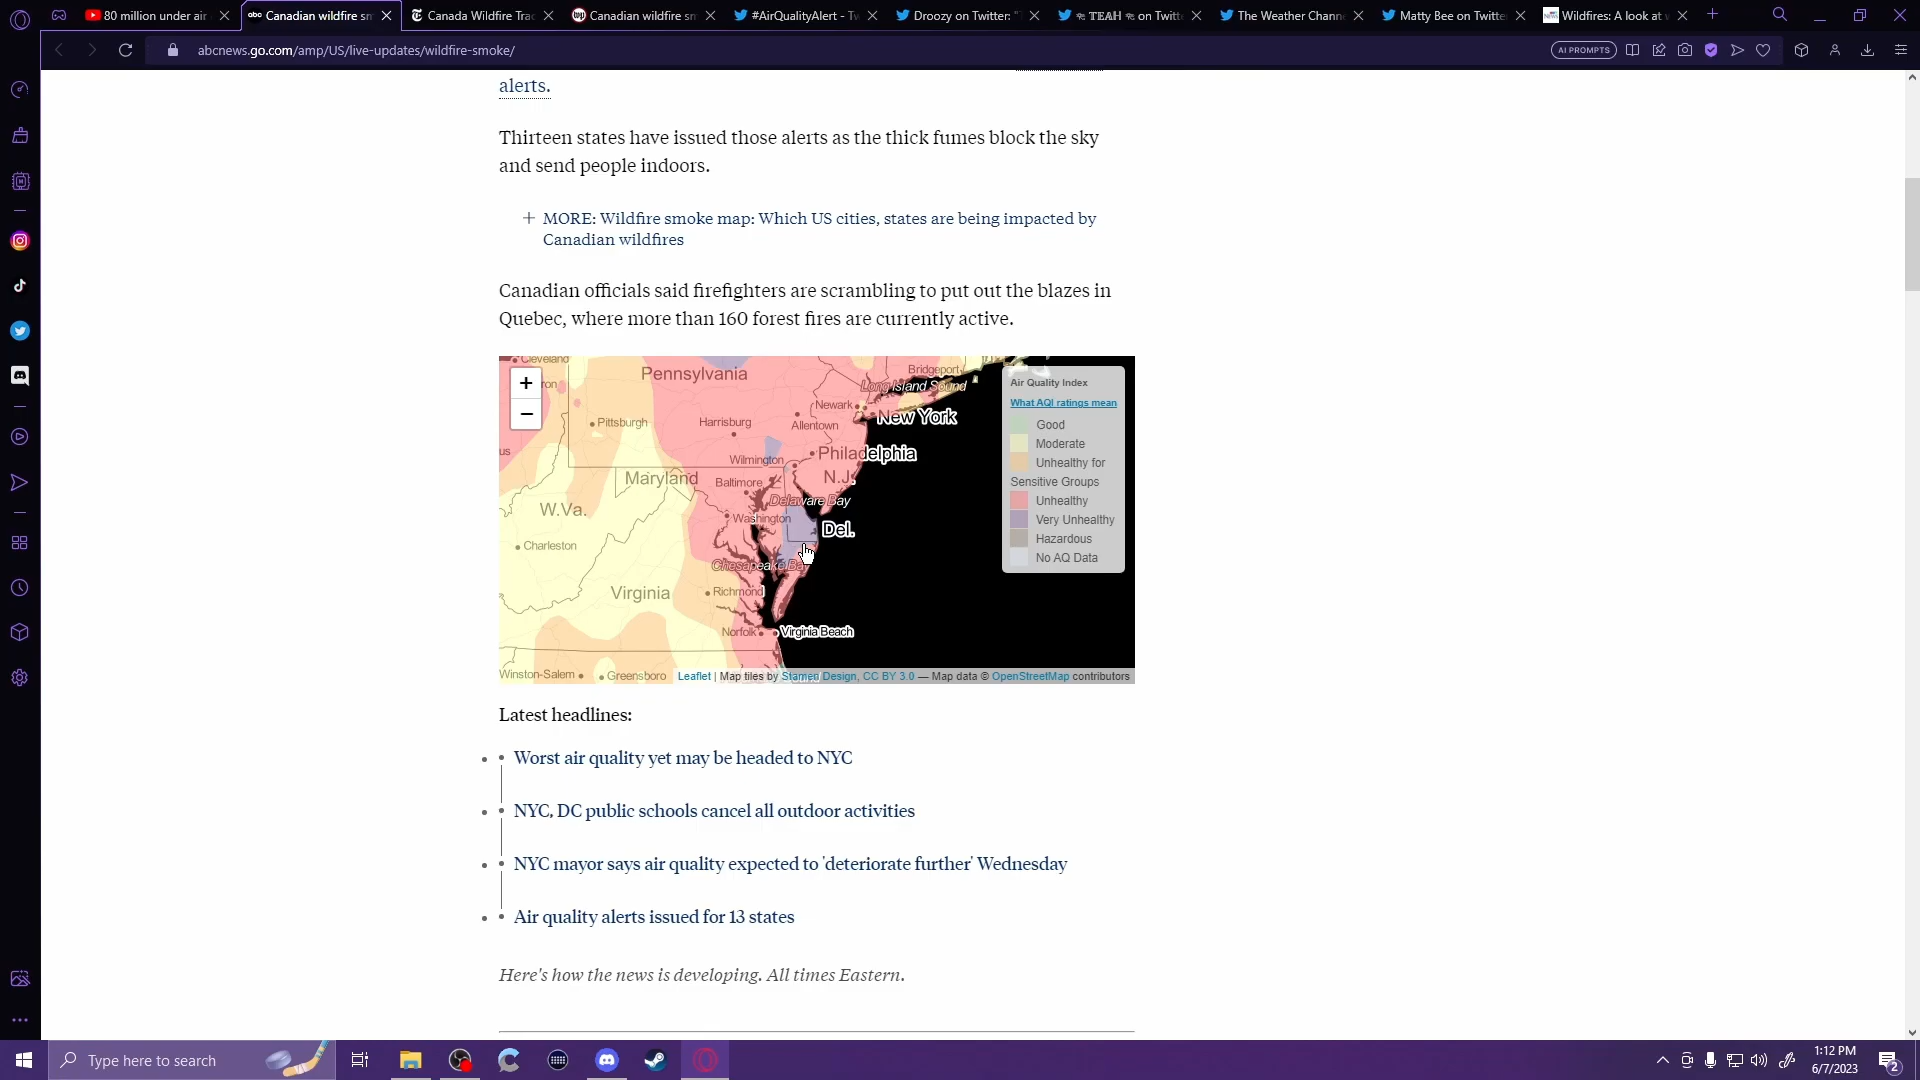 80 million under air
Canadian wildfire sm
Canada Wildfire Trac
Canadian wildfire sm
#AirQualityAlert - Tw
Droozy on Twitter: "
TEAH on Twitt
The Weather Chann
Matty Bee on Twitte
Wildfires: A look at
abcnews.go.com/amp/US/live-updates/wildfire-smoke/
AI PROMPTS
alerts.
Thirteen states have issued those alerts as the thick fumes block the sky
and send people indoors.
MORE: Wildfire smoke map: Which US cities, states are being impacted by
Canadian wildfires
Canadian officials said firefighters are scrambling to put out the blazes in
Quebec, where more than 160 forest fires are currently active.
+
−
Cleveland
Pennsylvania
Bridgeport
Long Island Sound
Newark
New York
Pittsburgh
Harrisburg
Allentown
Wilmington
Philadelphia
Maryland
Baltimore
N.J.
Delaware Bay
W.Va.
Washington
Del.
Charleston
Chesapeake Bay
Virginia
Richmond
Norfolk
Virginia Beach
Winston-Salem
Greensboro
Air Quality Index
What AQI ratings mean
Good
Moderate
Unhealthy for
Sensitive Groups
Unhealthy
Very Unhealthy
Hazardous
No AQ Data
Leaflet | Map tiles by Stamen Design, CC BY 3.0 — Map data © OpenStreetMap contributors
Latest headlines:
Worst air quality yet may be headed to NYC
NYC, DC public schools cancel all outdoor activities
NYC mayor says air quality expected to 'deteriorate further' Wednesday
Air quality alerts issued for 13 states
Here's how the news is developing. All times Eastern.
Type here to search
1:12 PM
6/7/2023
2